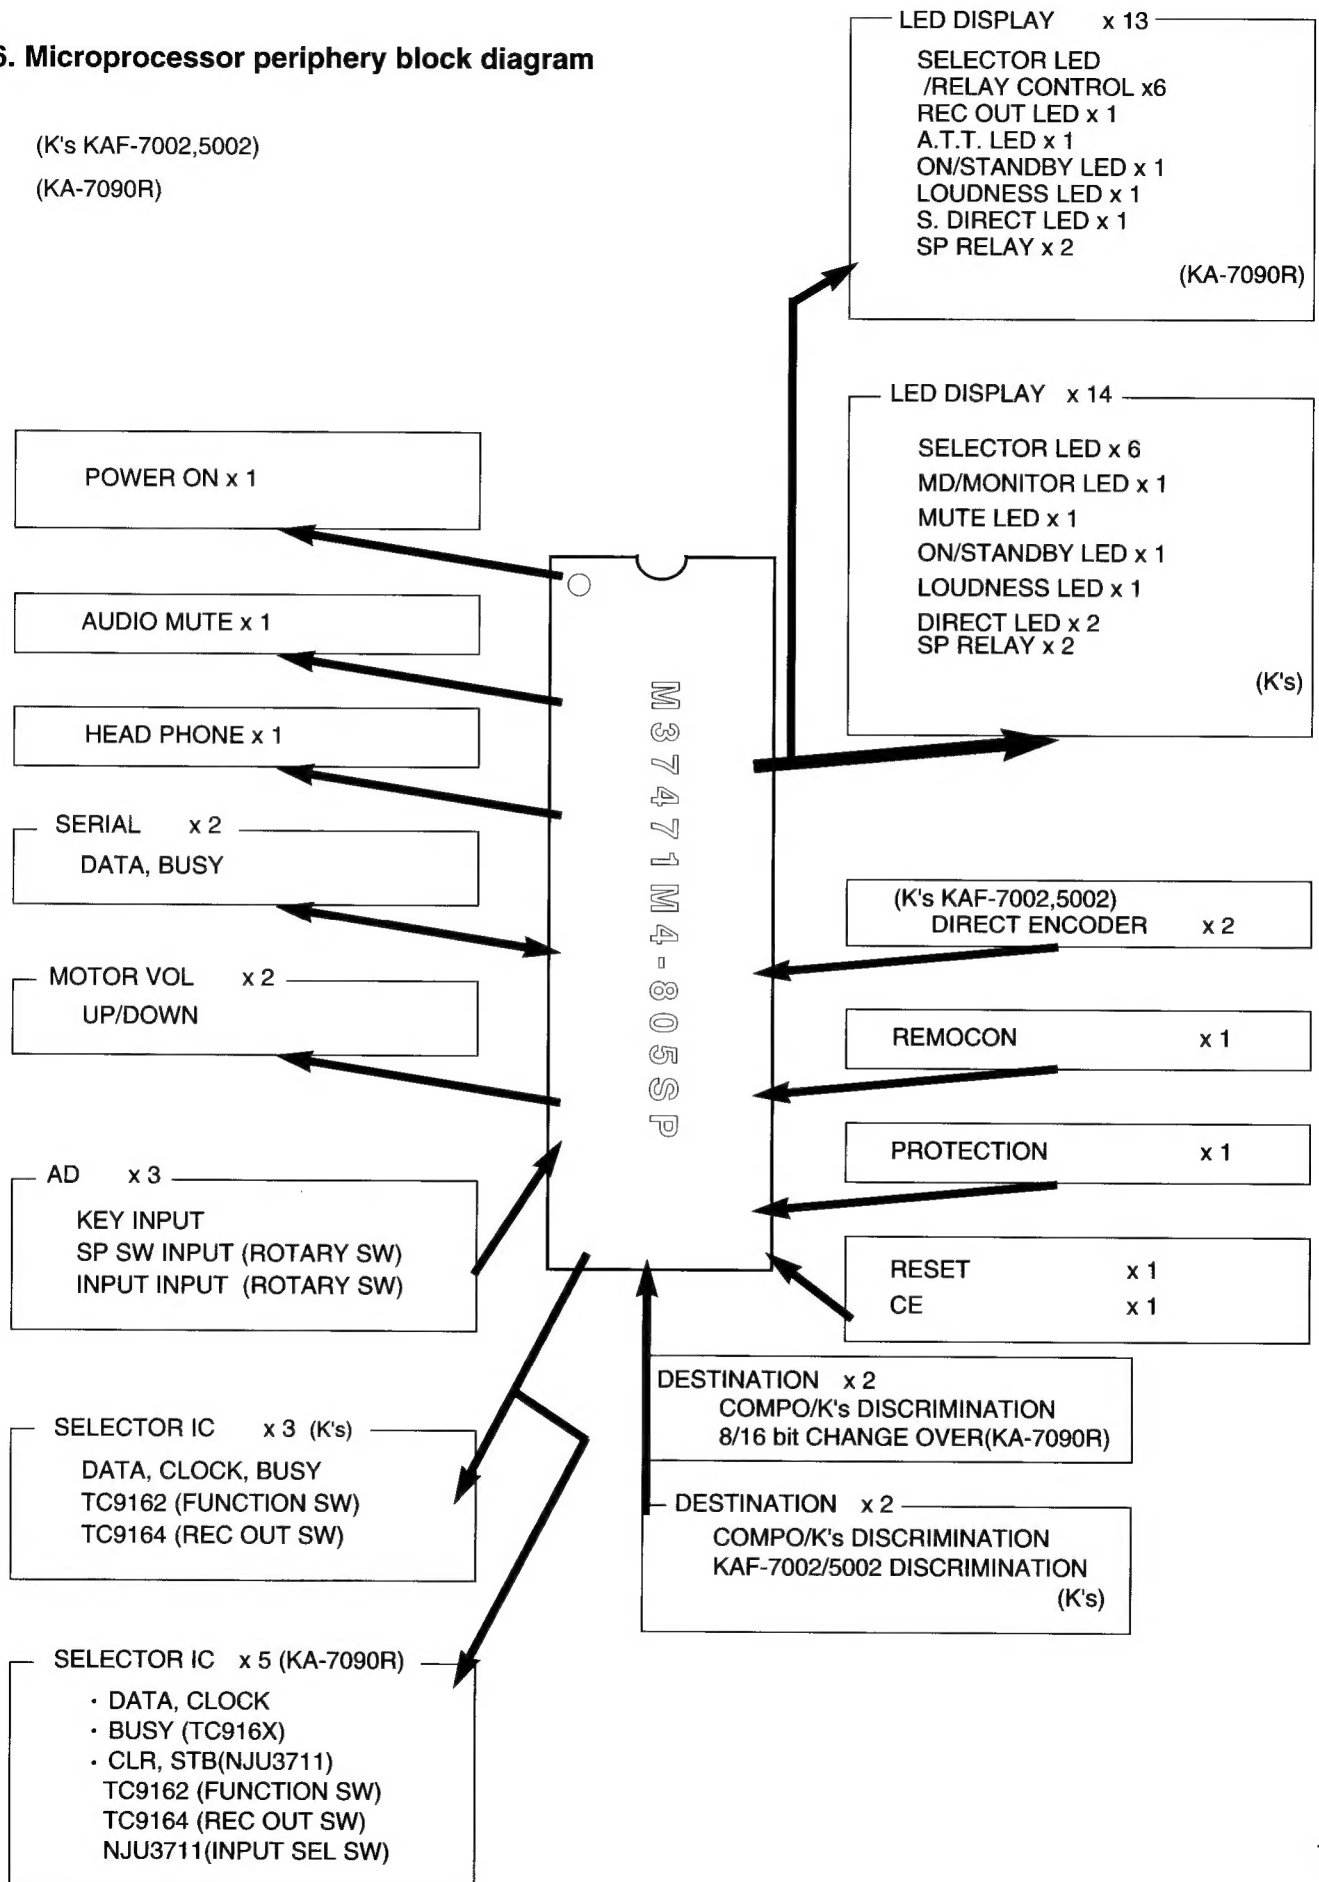 6. Microprocessor periphery block diagram
(K's KAF-7002,5002)
(KA-7090R)
LED DISPLAY x 13
SELECTOR LED
/RELAY CONTROL x6
REC OUT LED x 1
A.T.T. LED x 1
ON/STANDBY LED x 1
LOUDNESS LED x 1
S. DIRECT LED x 1
SP RELAY x 2
(KA-7090R)
LED DISPLAY x 14
SELECTOR LED x 6
MD/MONITOR LED x 1
MUTE LED x 1
ON/STANDBY LED x 1
LOUDNESS LED x 1
DIRECT LED x 2
SP RELAY x 2
(K's)
POWER ON x 1
AUDIO MUTE x 1
HEAD PHONE x 1
SERIAL x 2
DATA, BUSY
MOTOR VOL x 2
UP/DOWN
AD x 3
KEY INPUT
SP SW INPUT (ROTARY SW)
INPUT INPUT (ROTARY SW)
SELECTOR IC x 3 (K's)
DATA, CLOCK, BUSY
TC9162 (FUNCTION SW)
TC9164 (REC OUT SW)
SELECTOR IC x 5 (KA-7090R)
· DATA, CLOCK
· BUSY (TC916X)
· CLR, STB(NJU3711)
TC9162 (FUNCTION SW)
TC9164 (REC OUT SW)
NJU3711(INPUT SEL SW)
M37471M4-805SP
(K's KAF-7002,5002)
DIRECT ENCODER x 2
REMOCON x 1
PROTECTION x 1
RESET x 1
CE x 1
DESTINATION x 2
COMPO/K's DISCRIMINATION
8/16 bit CHANGE OVER(KA-7090R)
DESTINATION x 2
COMPO/K's DISCRIMINATION
KAF-7002/5002 DISCRIMINATION
(K's)